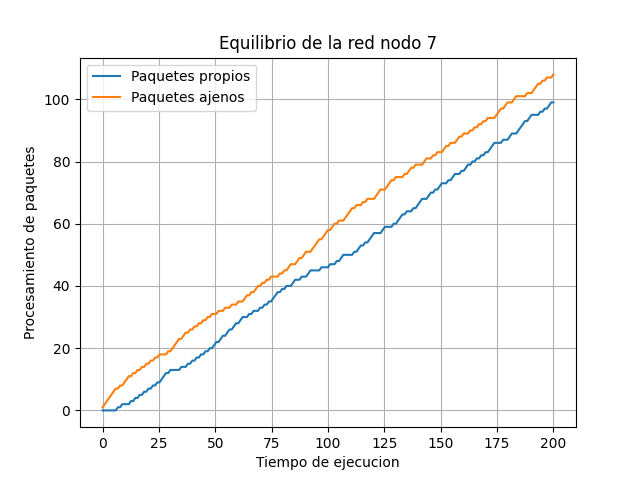 Equilibrio de la red nodo 7
Paquetes propios
Paquetes ajenos
Procesamiento de paquetes
100
80
60
40
20
0
0 25 50 75 100 125 150 175 200
Tiempo de ejecucion